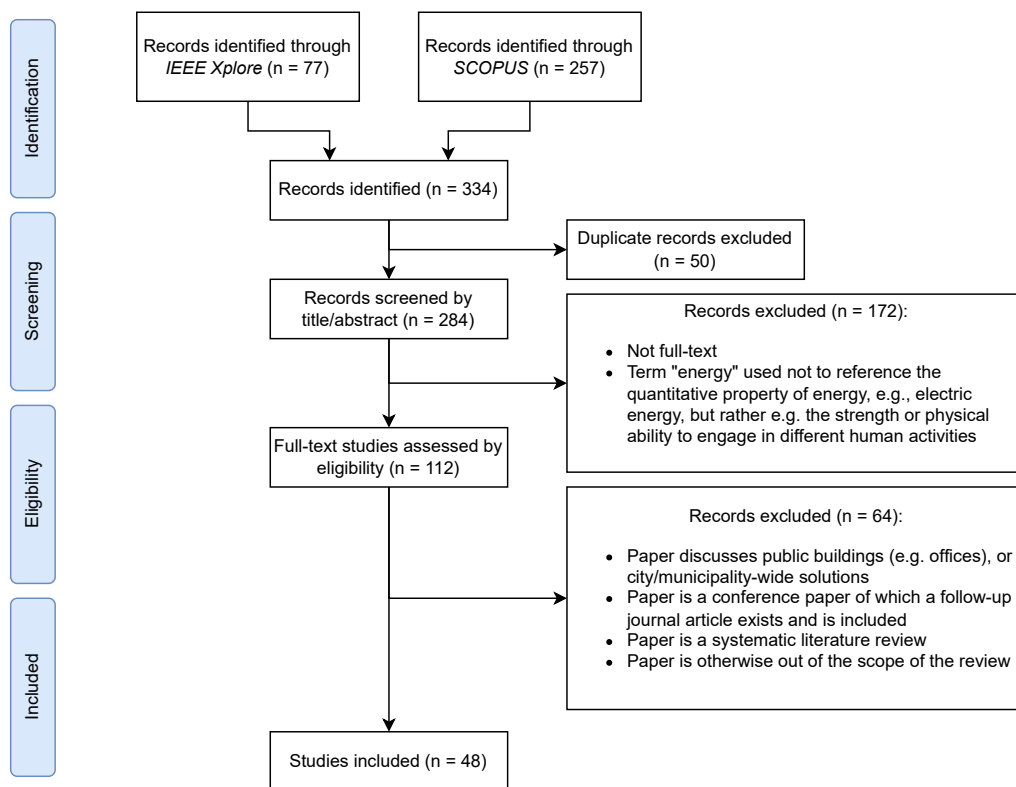 Identification
Records identified through
IEEE Xplore (n = 77)
Records identified through
SCOPUS (n = 257)
Records identified (n = 334)
Screening
Duplicate records excluded
(n = 50)
Records screened by
title/abstract (n = 284)
Records excluded (n = 172):
• Not full-text
• Term "energy" used not to reference the
quantitative property of energy, e.g., electric
energy, but rather e.g. the strength or physical
ability to engage in different human activities
Eligibility
Full-text studies assessed by
eligibility (n = 112)
Records excluded (n = 64):
• Paper discusses public buildings (e.g. offices), or
city/municipality-wide solutions
• Paper is a conference paper of which a follow-up
journal article exists and is included
• Paper is a systematic literature review
• Paper is otherwise out of the scope of the review
Included
Studies included (n = 48)